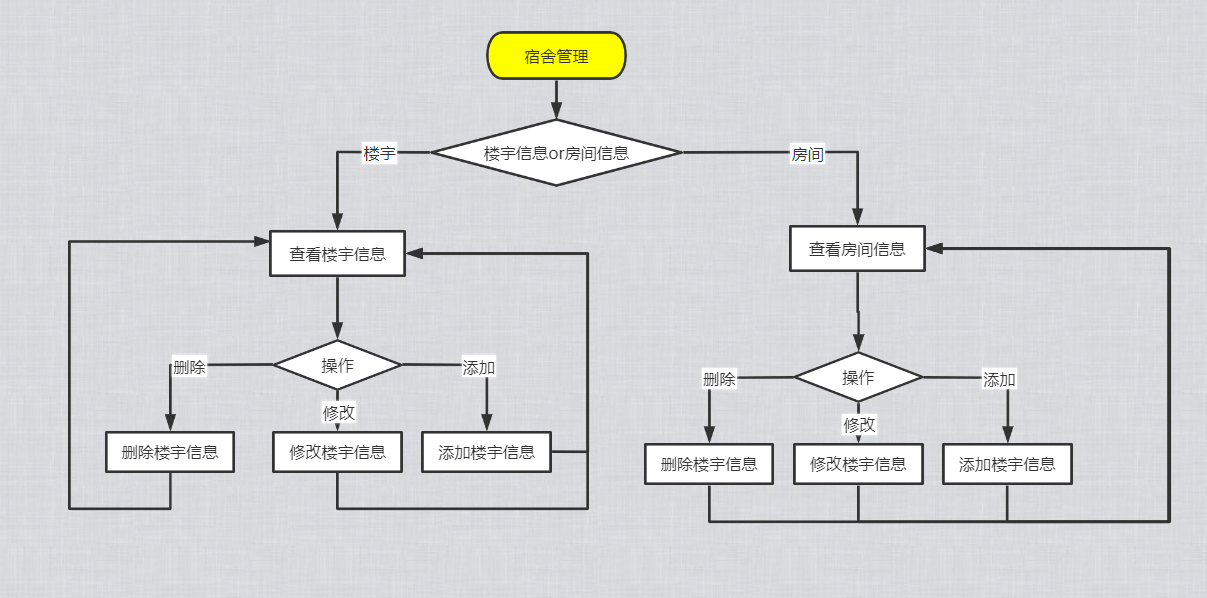 宿舍管理
楼宇信息or房间信息
楼宇
房间
查看楼宇信息
查看房间信息
操作
删除
添加
修改
删除楼宇信息
修改楼宇信息
添加楼宇信息
操作
删除
添加
修改
删除楼宇信息
修改楼宇信息
添加楼宇信息